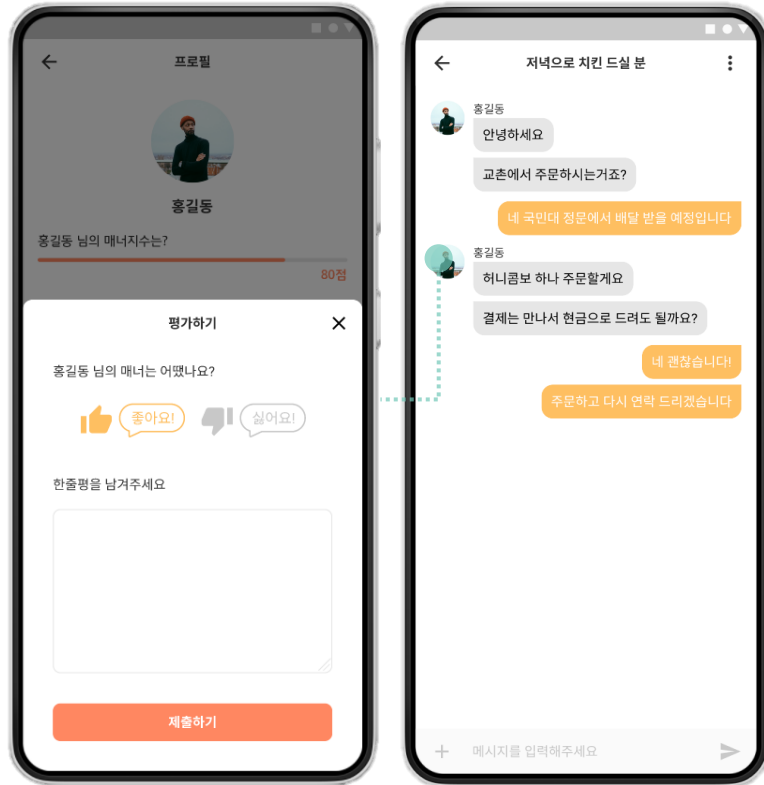 프로필
홍길동
홍길동 님의 매너지수는?
80점
평가하기
홍길동 님의 매너는 어땠나요?
좋아요!
싫어요!
한줄평을 남겨주세요
제출하기
저녁으로 치킨 드실 분
홍길동
안녕하세요
교촌에서 주문하시는거죠?
네 국민대 정문에서 배달 받을 예정입니다
홍길동
허니콤보 하나 주문할게요
결제는 만나서 현금으로 드려도 될까요?
네 괜찮습니다!
주문하고 다시 연락 드리겠습니다
메시지를 입력해주세요